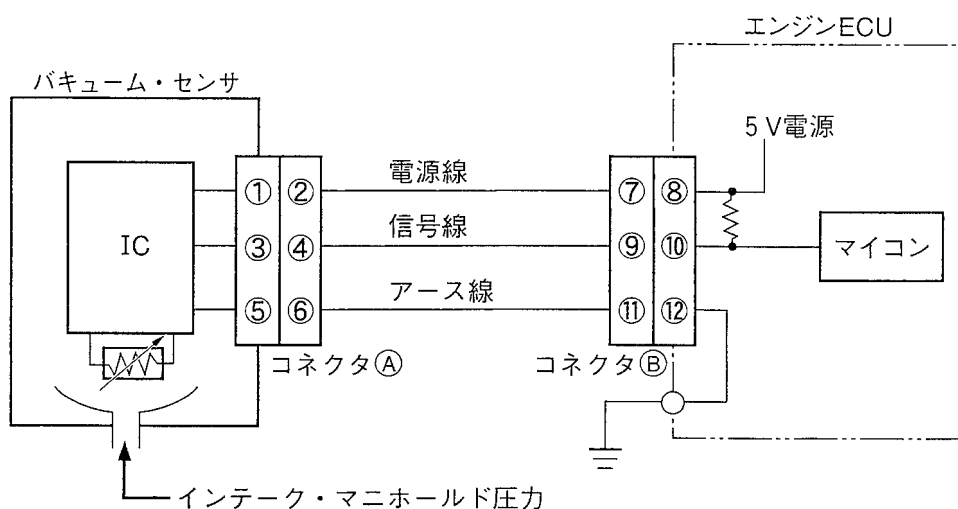 エンジンECU
バキューム・センサ
5V電源
電源線
① ② ⑦ ⑧
信号線
IC ③ ④ ⑨ ⑩ マイコン
アース線
⑤ ⑥ ⑪ ⑫
コネクタⒶ コネクタⒷ
インテーク・マニホールド圧力